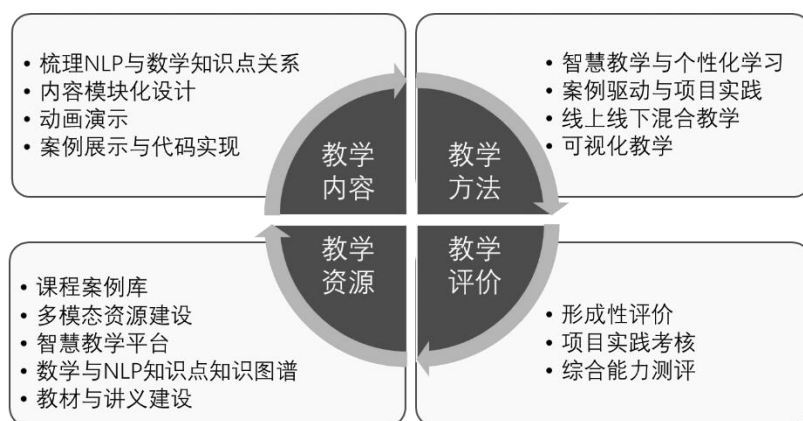 • 梳理NLP与数学知识点关系
• 内容模块化设计
• 动画演示
• 案例展示与代码实现
• 智慧教学与个性化学习
• 案例驱动与项目实践
• 线上线下混合教学
• 可视化教学
教学
内容
教学
方法
教学
资源
教学
评价
• 课程案例库
• 多模态资源建设
• 智慧教学平台
• 数学与NLP知识点知识图谱
• 教材与讲义建设
• 形成性评价
• 项目实践考核
• 综合能力测评